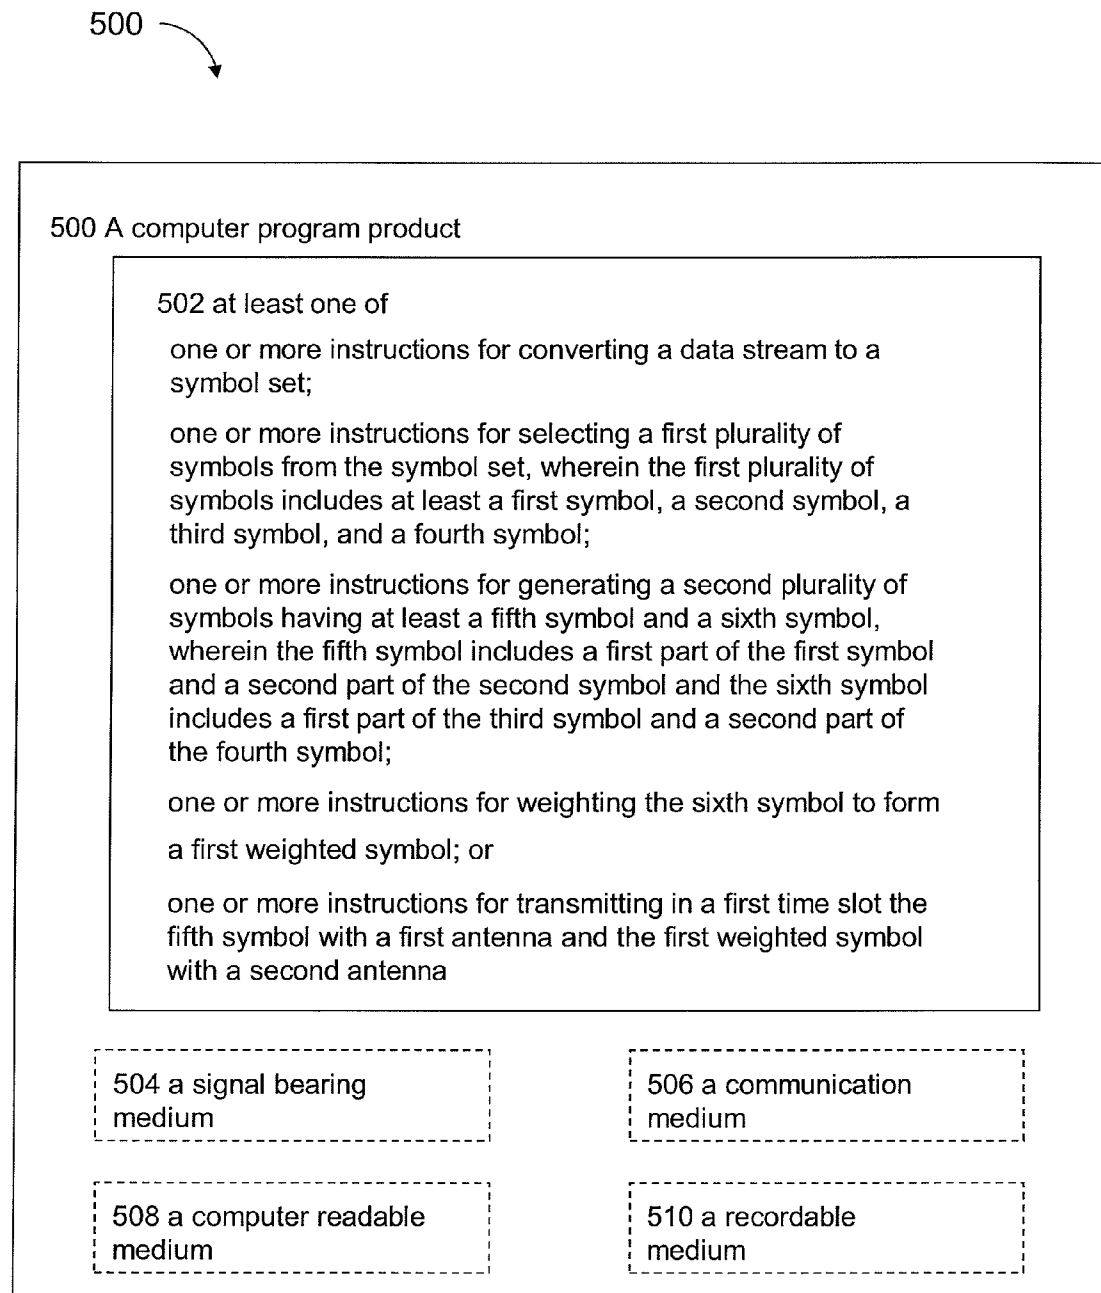 500
500 A computer program product
502 at least one of
one or more instructions for converting a data stream to a
symbol set;
one or more instructions for selecting a first plurality of
symbols from the symbol set, wherein the first plurality of
symbols includes at least a first symbol, a second symbol, a
third symbol, and a fourth symbol;
one or more instructions for generating a second plurality of
symbols having at least a fifth symbol and a sixth symbol,
wherein the fifth symbol includes a first part of the first symbol
and a second part of the second symbol and the sixth symbol
includes a first part of the third symbol and a second part of
the fourth symbol;
one or more instructions for weighting the sixth symbol to form
a first weighted symbol; or
one or more instructions for transmitting in a first time slot the
fifth symbol with a first antenna and the first weighted symbol
with a second antenna
504 a signal bearing
medium
506 a communication
medium
508 a computer readable
medium
510 a recordable
medium